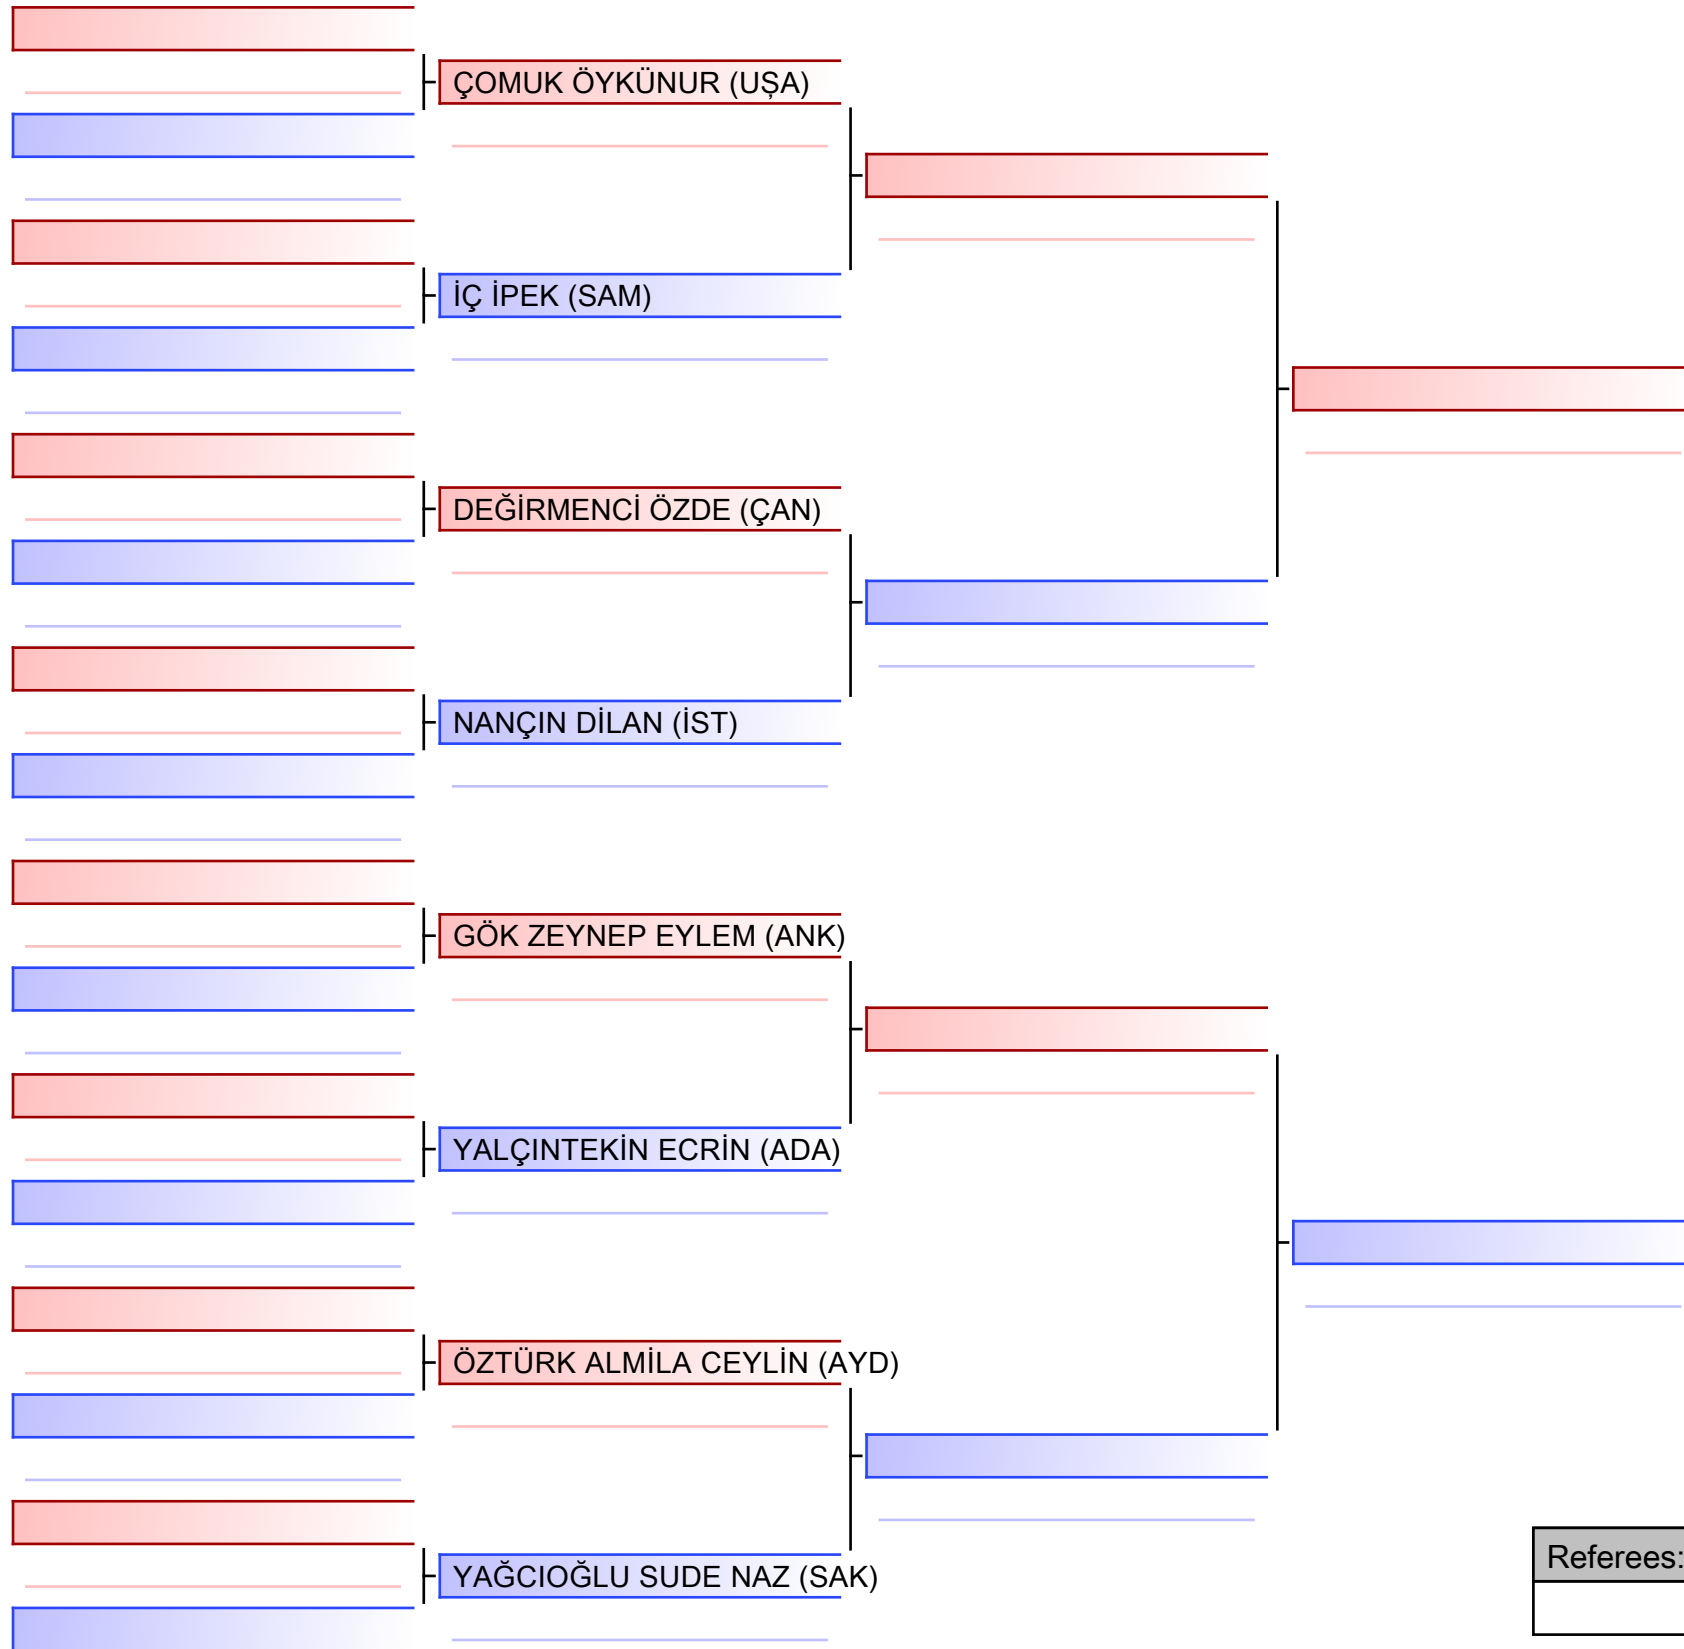 ÇOMUK ÖYKÜNUR (UŞA)
İÇ İPEK (SAM)
DEĞİRMENCİ ÖZDE (ÇAN)
NANÇIN DİLAN (İST)
GÖK ZEYNEP EYLEM (ANK)
YALÇINTEKİN ECRİN (ADA)
ÖZTÜRK ALMİLA CEYLİN (AYD)
YAĞCIOĞLU SUDE NAZ (SAK)
Referees: